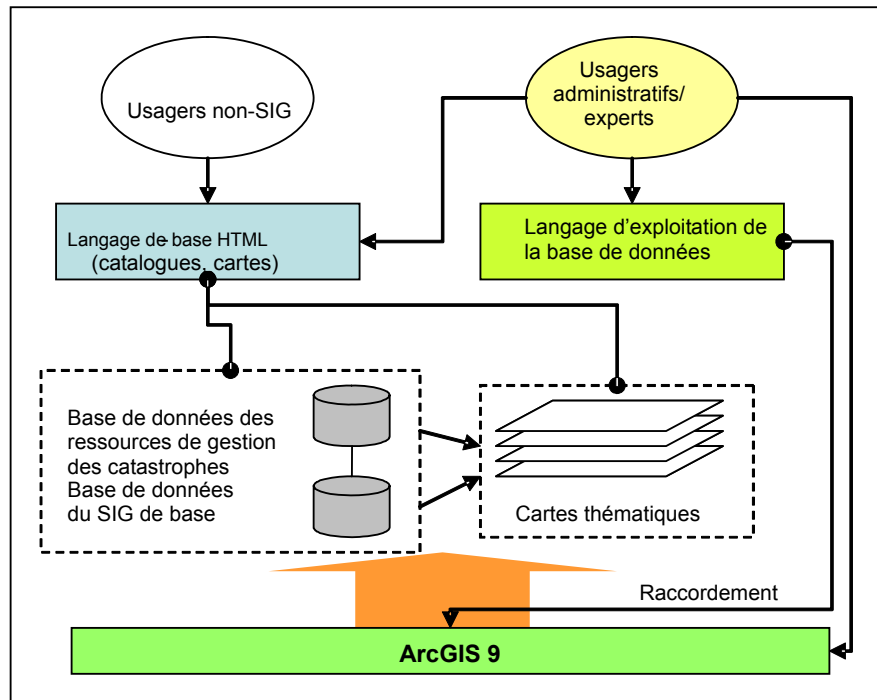 Usagers non-SIG
Usagers
administratifs/
experts
Langage de base HTML
(catalogues, cartes)
Langage d'exploitation de
la base de données
Base de données des
ressources de gestion
des catastrophes
Base de données
du SIG de base
Cartes thématiques
Raccordement
ArcGIS 9